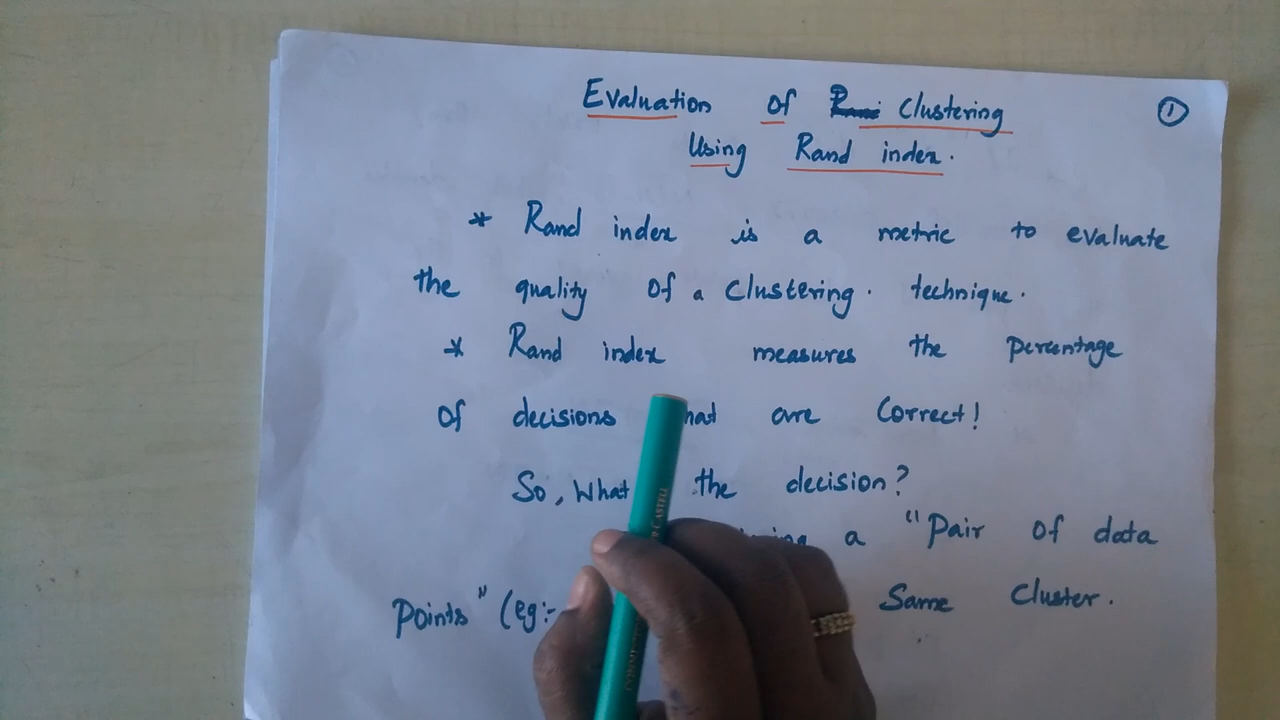 Evaluation of Clustering ①
Using Rand index.
* Rand index is a metric to evaluate
the quality of a clustering. technique.
* Rand index measures the percentage
of decisions that are correct!
So, What the decision?
a "Pair of data
points" (eg:- Same cluster.